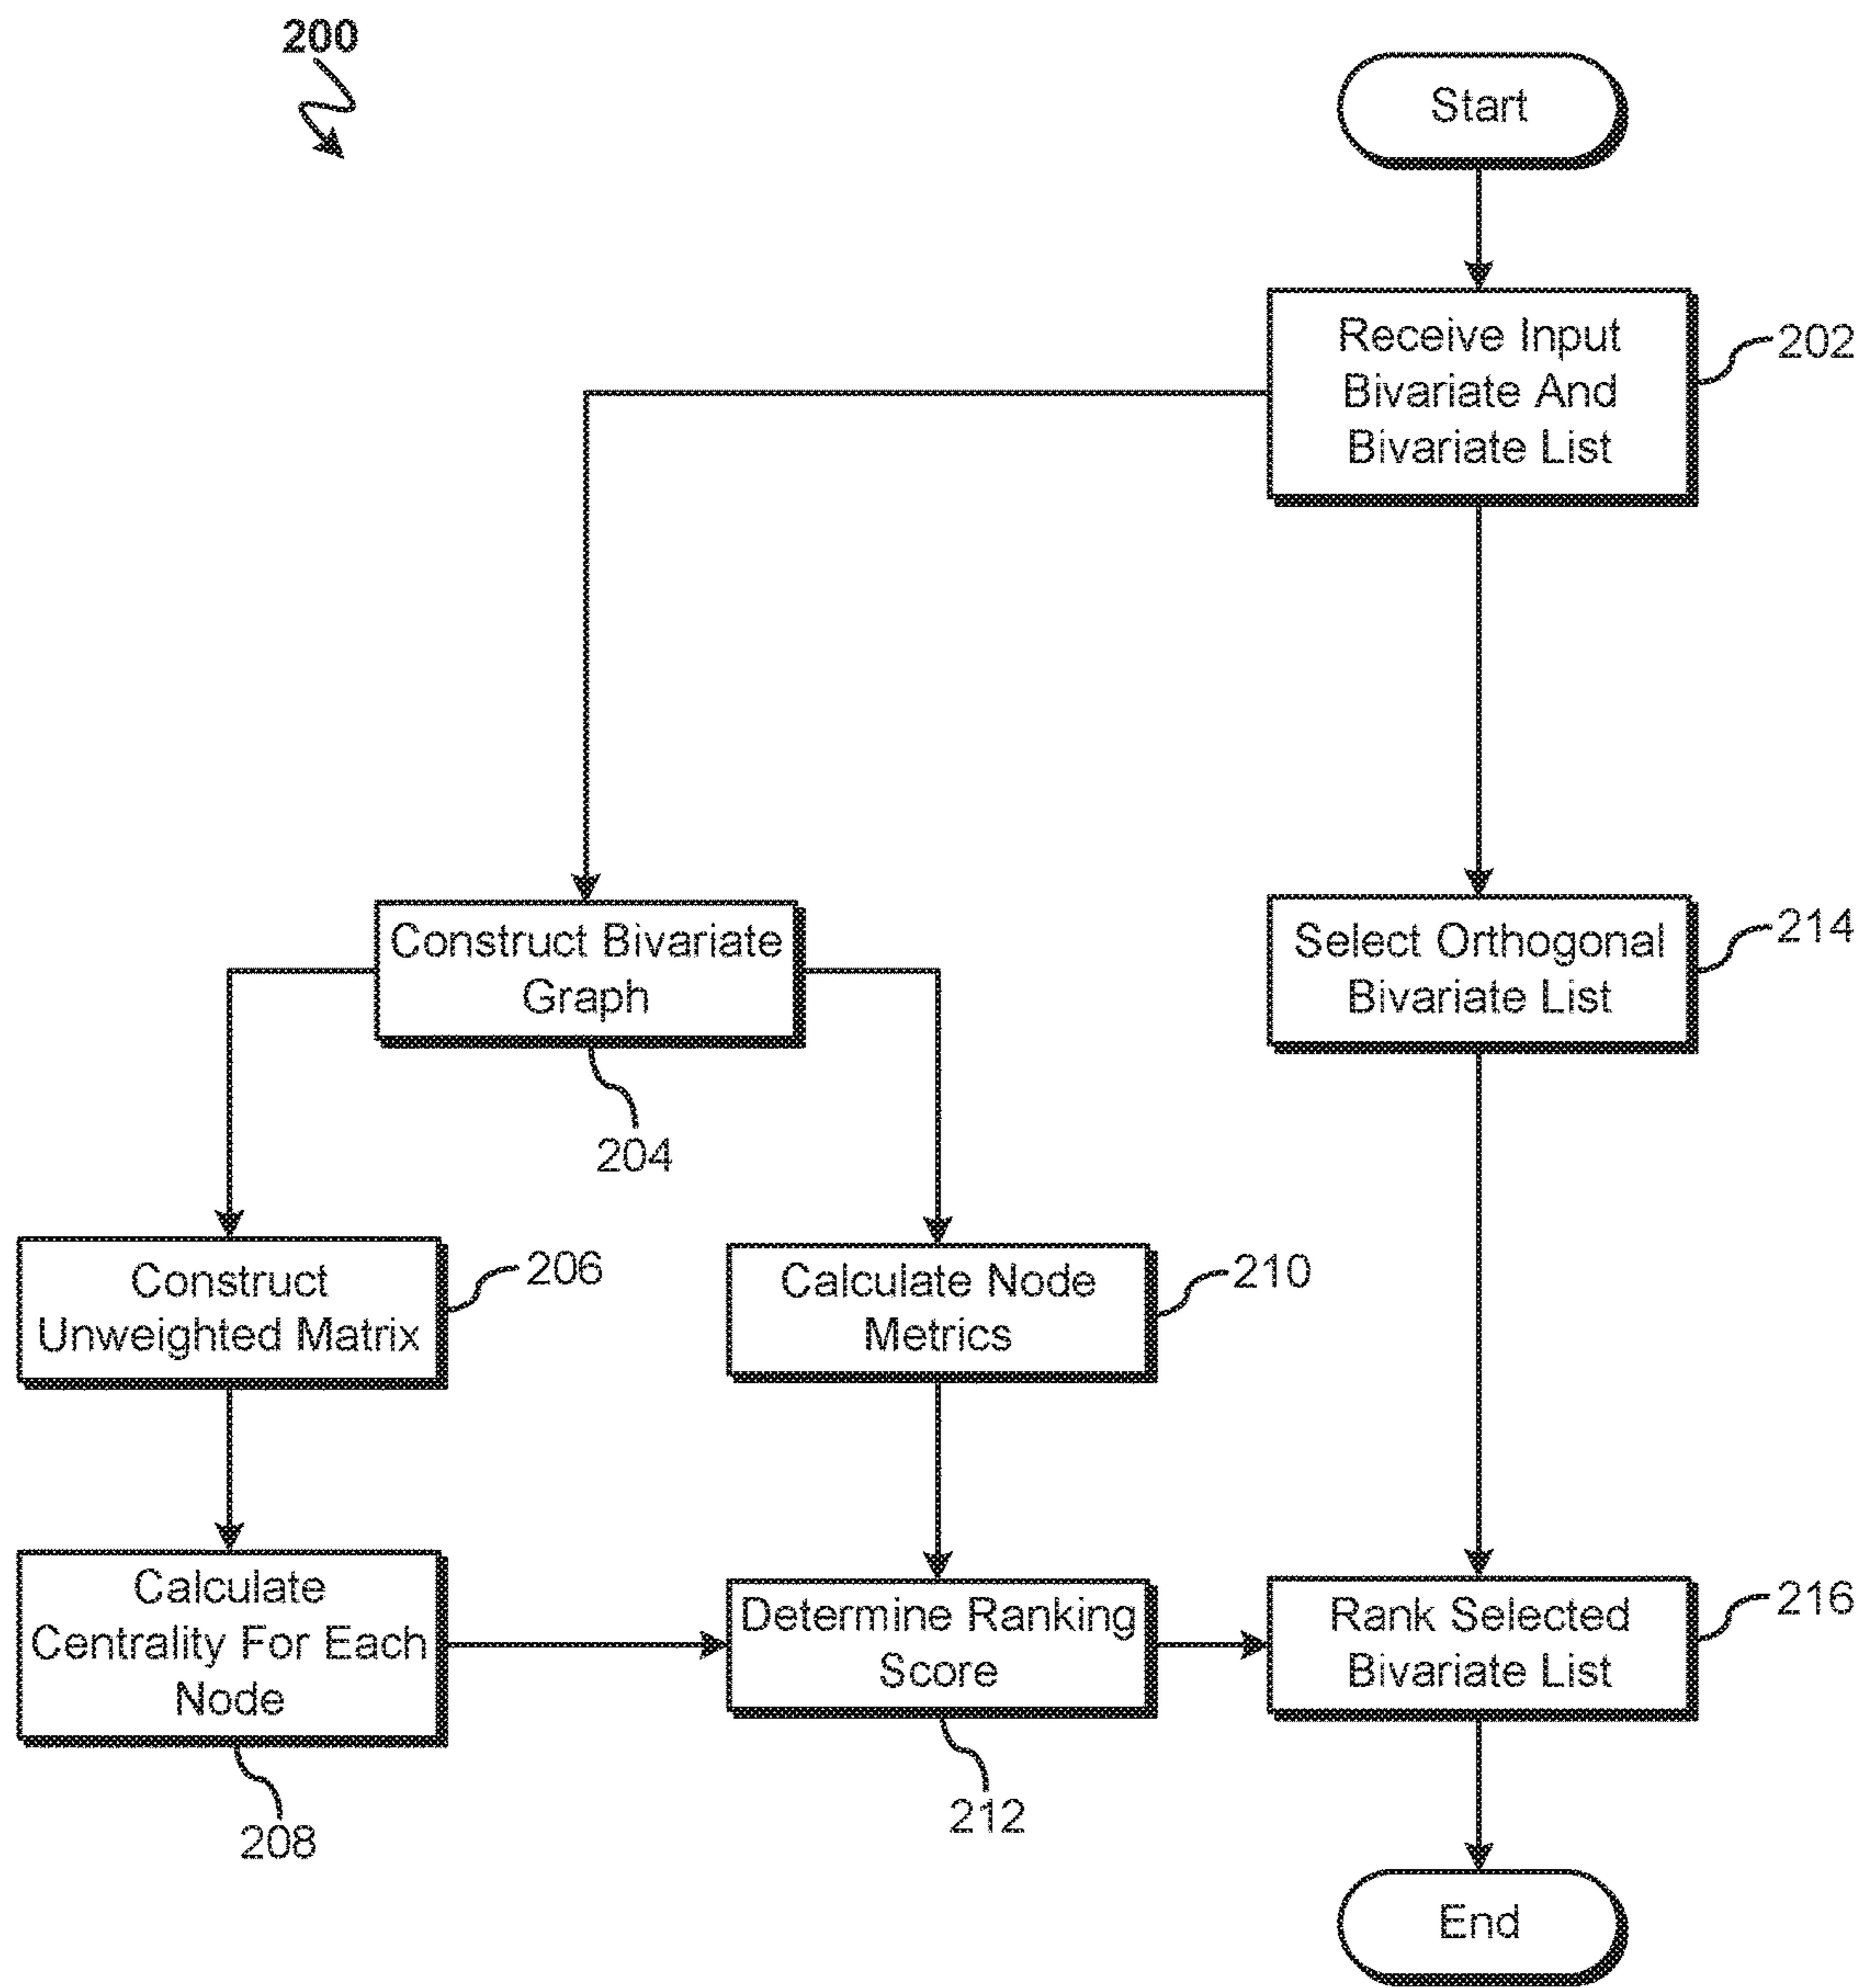 200
Start
Receive Input
Bivariate And
Bivariate List
202
Construct Bivariate
Graph
204
Select Orthogonal
Bivariate List
214
Construct
Unweighted Matrix
206
Calculate Node
Metrics
210
Calculate
Centrality For Each
Node
208
Determine Ranking
Score
212
Rank Selected
Bivariate List
216
End